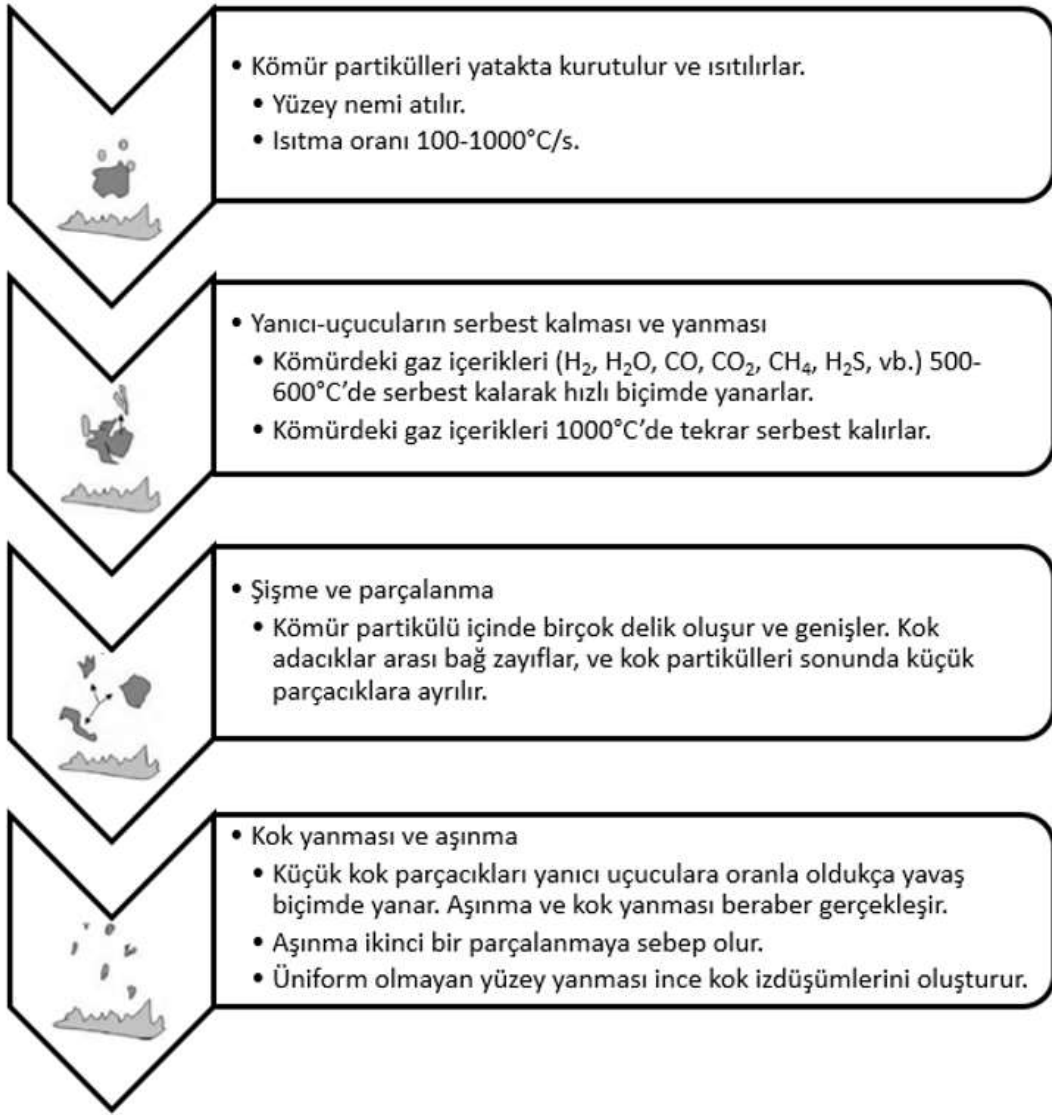 • Kömür partikülleri yatakta kurutulur ve ısıtılırlar.
• Yüzey nemi atılır.
• Isıtma oranı 100-1000°C/s.
• Yanıcı-uçucuların serbest kalması ve yanması
• Kömürdeki gaz içerikleri (H₂, H₂O, CO, CO₂, CH₄, H₂S, vb.) 500-
600°C’de serbest kalarak hızlı biçimde yanarlar.
• Kömürdeki gaz içerikleri 1000°C’de tekrar serbest kalırlar.
• Şişme ve parçalanma
• Kömür partikülü içinde birçok delik oluşur ve genişler. Kok
adacıklar arası bağ zayıflar, ve kok partikülleri sonunda küçük
parçacıklara ayrılır.
• Kok yanması ve aşınma
• Küçük kok parçacıkları yanıcı uçuculara oranla oldukça yavaş
biçimde yanar. Aşınma ve kok yanması beraber gerçekleşir.
• Aşınma ikinci bir parçalanmaya sebep olur.
• Üniform olmayan yüzey yanması ince kok izdüşümlerini oluşturur.